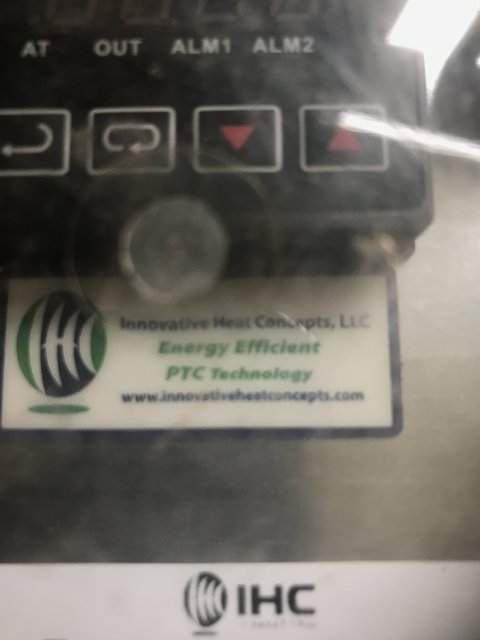 AT OUT ALM1 ALM2
Innovative Heat Concepts, LLC
Energy Efficient
PTC Technology
www.innovativeheatconcepts.com
IHC